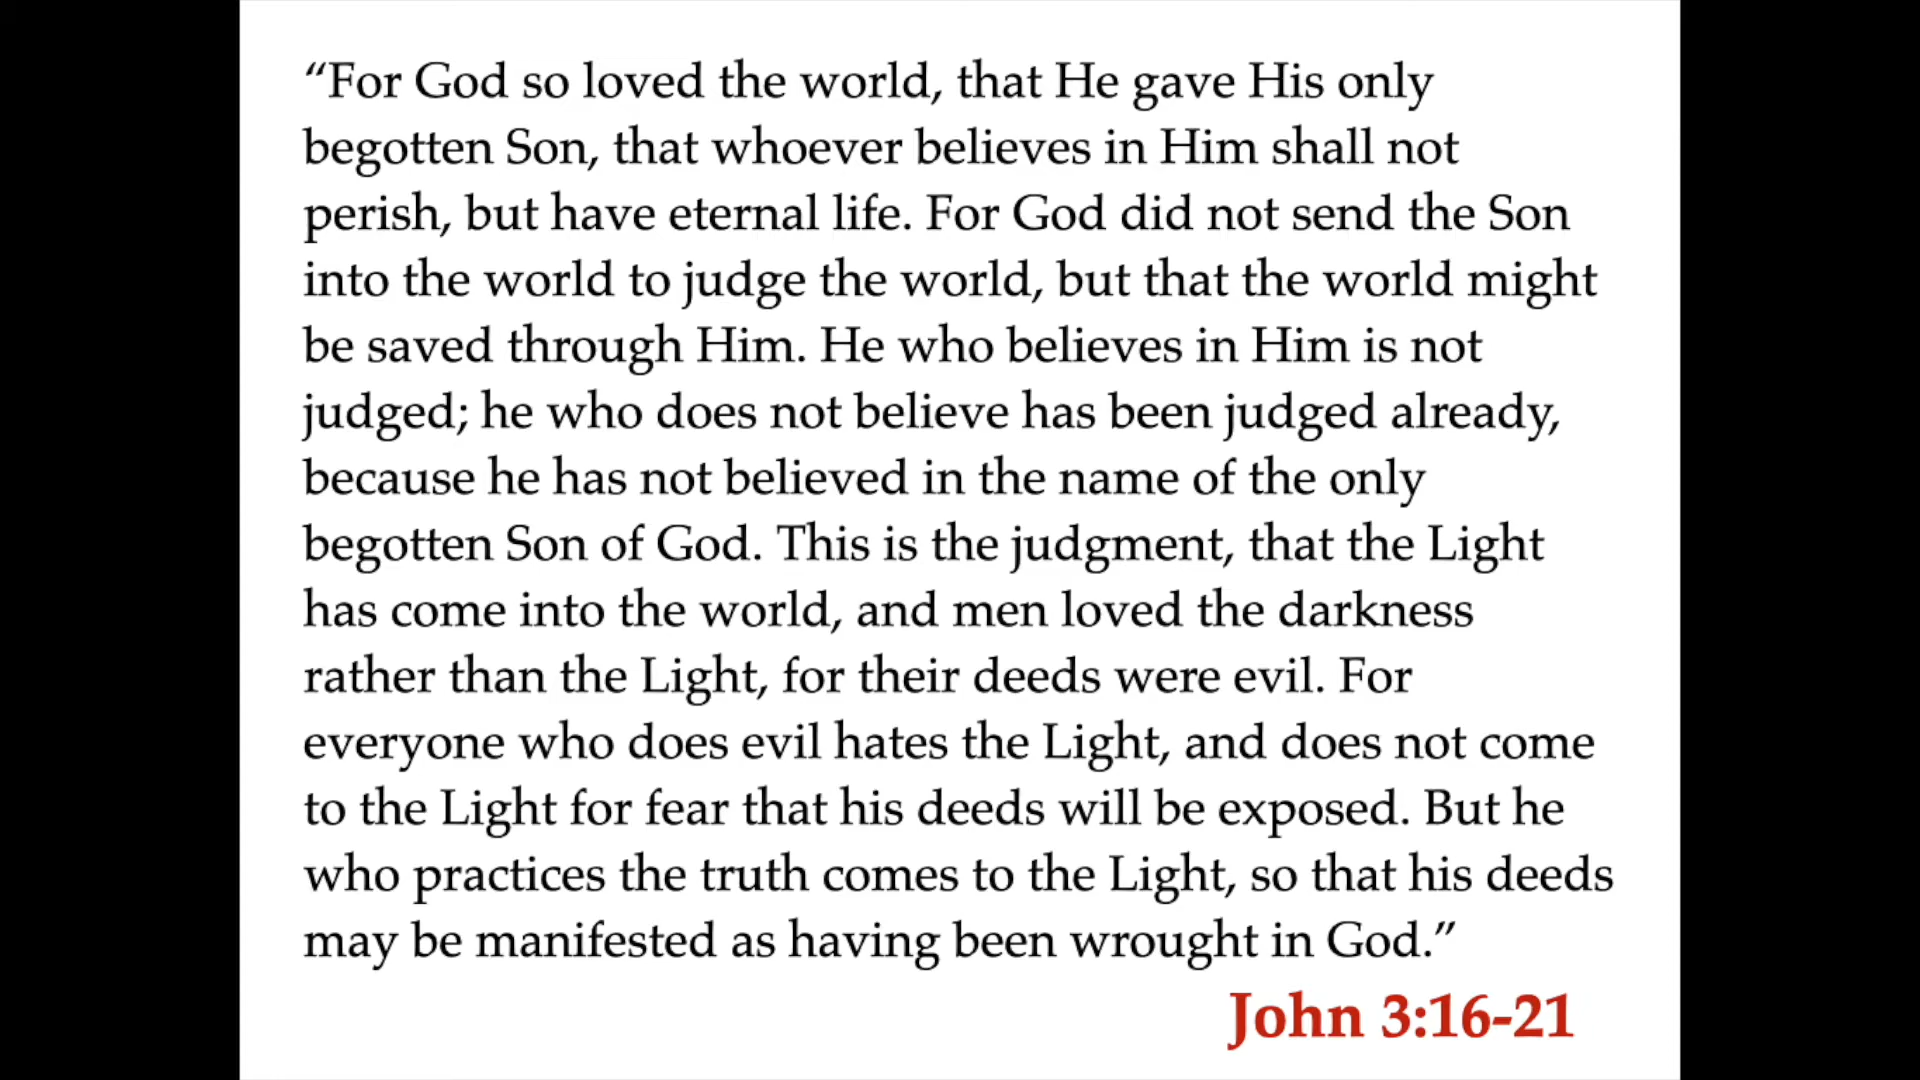 “For God so loved the world, that He gave His only
begotten Son, that whoever believes in Him shall not
perish, but have eternal life. For God did not send the Son
into the world to judge the world, but that the world might
be saved through Him. He who believes in Him is not
judged; he who does not believe has been judged already,
because he has not believed in the name of the only
begotten Son of God. This is the judgment, that the Light
has come into the world, and men loved the darkness
rather than the Light, for their deeds were evil. For
everyone who does evil hates the Light, and does not come
to the Light for fear that his deeds will be exposed. But he
who practices the truth comes to the Light, so that his deeds
may be manifested as having been wrought in God.”
John 3:16-21